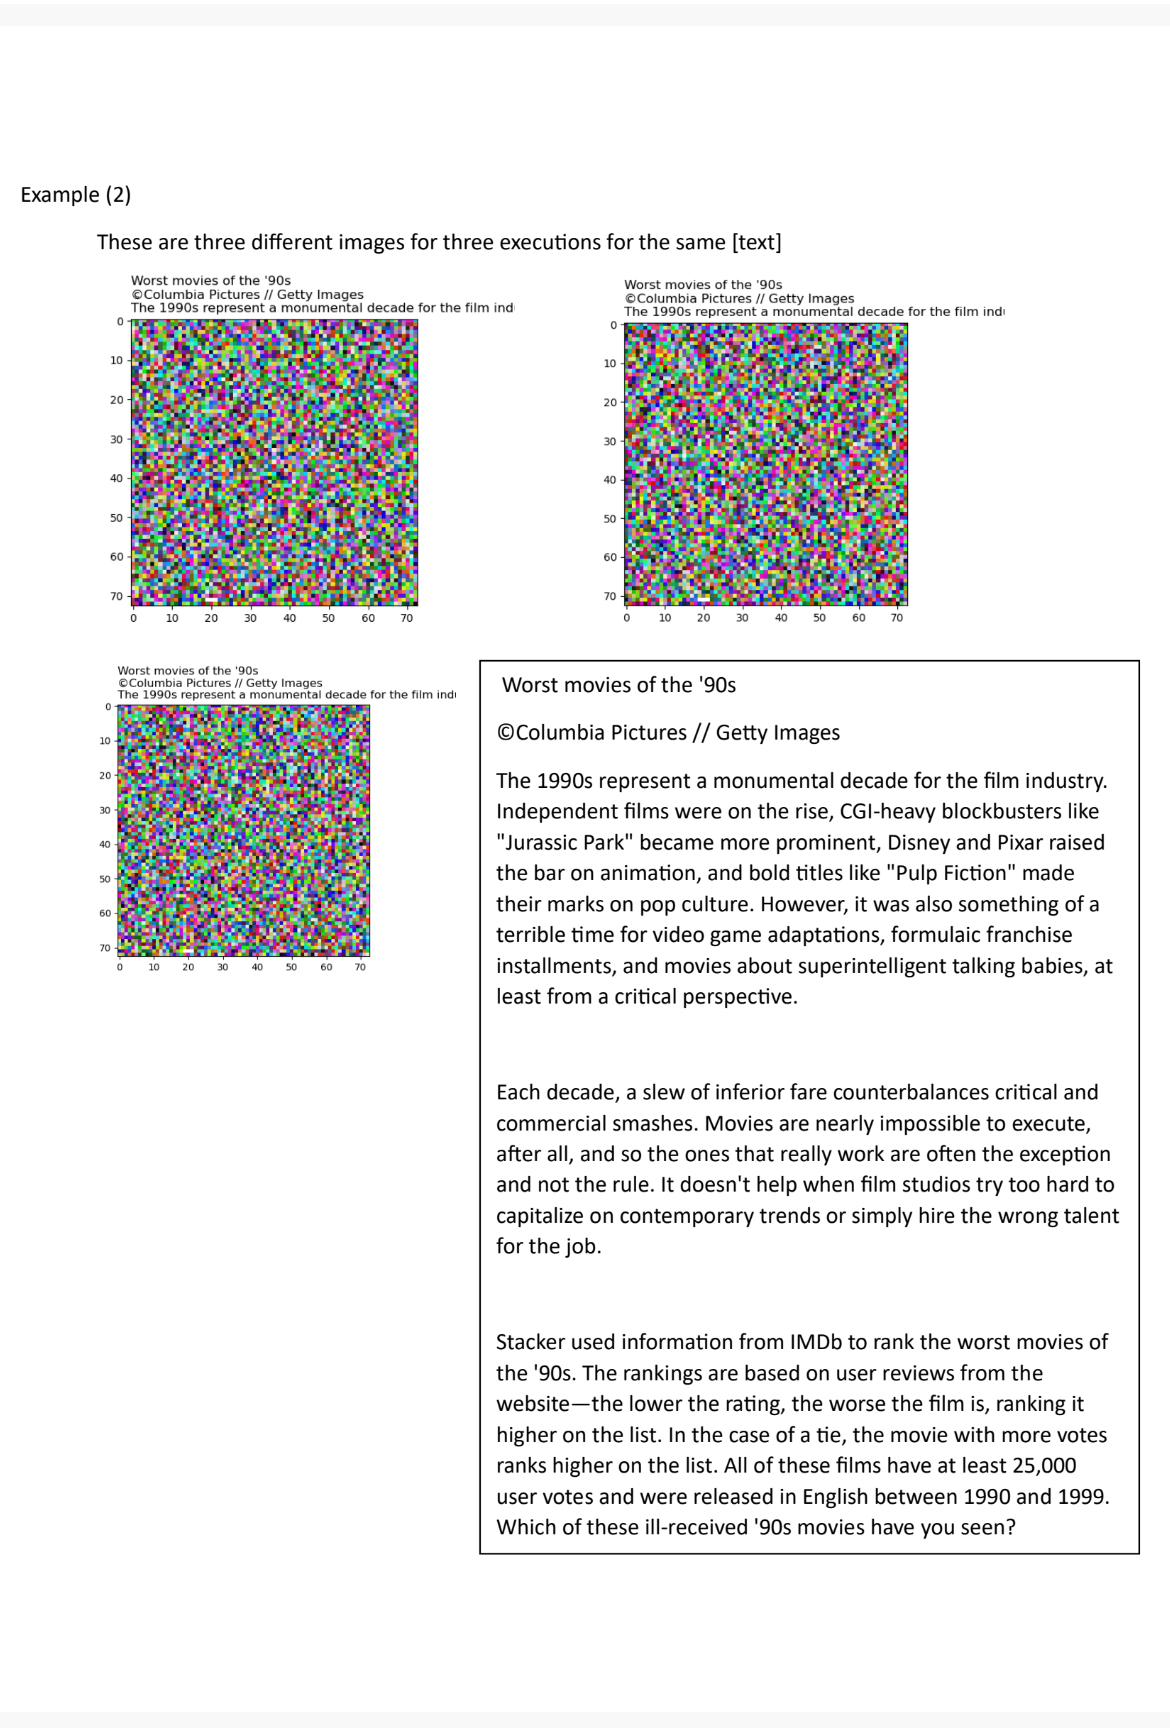 Example (2)
These are three different images for three executions for the same [text]
Worst movies of the '90s
©Columbia Pictures // Getty Images
The 1990s represent a monumental decade for the film ind
0
10
20
30
40
50
60
70
0 10 20 30 40 50 60 70
Worst movies of the '90s
©Columbia Pictures // Getty Images
The 1990s represent a monumental decade for the film indu
0
10
20
30
40
50
60
70
0 10 20 30 40 50 60 70
Worst movies of the '90s
©Columbia Pictures // Getty Images
The 1990s represent a monumental decade for the film indu
0
10
20
30
40
50
60
70
0 10 20 30 40 50 60 70
Worst movies of the '90s
©Columbia Pictures // Getty Images
The 1990s represent a monumental decade for the film industry.
Independent films were on the rise, CGI-heavy blockbusters like
"Jurassic Park" became more prominent, Disney and Pixar raised
the bar on animation, and bold titles like "Pulp Fiction" made
their marks on pop culture. However, it was also something of a
terrible time for video game adaptations, formulaic franchise
installments, and movies about superintelligent talking babies, at
least from a critical perspective.
Each decade, a slew of inferior fare counterbalances critical and
commercial smashes. Movies are nearly impossible to execute,
after all, and so the ones that really work are often the exception
and not the rule. It doesn't help when film studios try too hard to
capitalize on contemporary trends or simply hire the wrong talent
for the job.
Stacker used information from IMDb to rank the worst movies of
the '90s. The rankings are based on user reviews from the
website—the lower the rating, the worse the film is, ranking it
higher on the list. In the case of a tie, the movie with more votes
ranks higher on the list. All of these films have at least 25,000
user votes and were released in English between 1990 and 1999.
Which of these ill-received '90s movies have you seen?